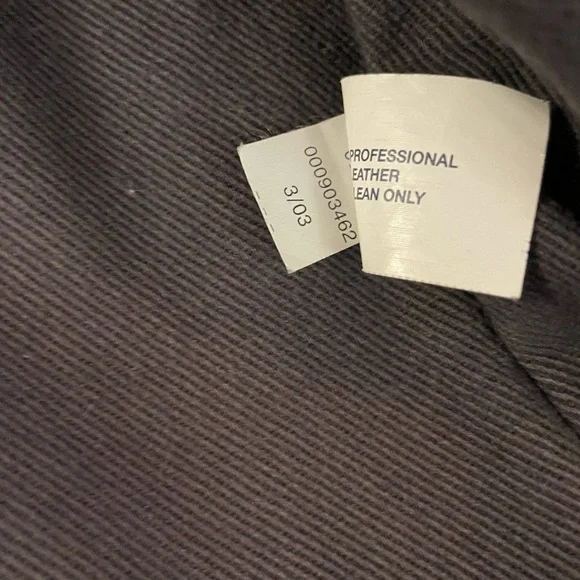 000903462
3/03
PROFESSIONAL
EATHER
LEAN ONLY